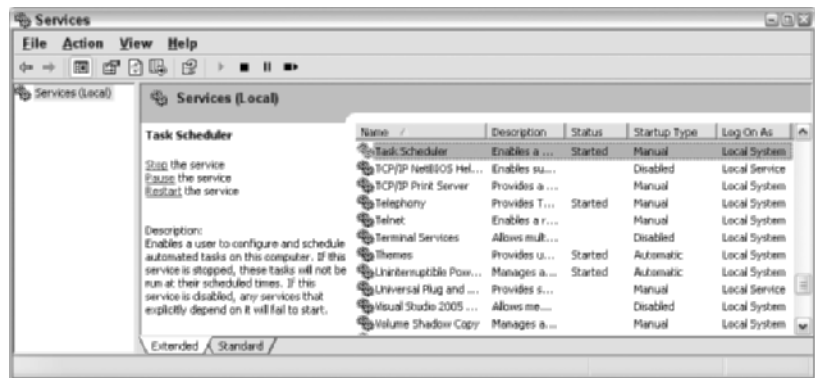 Services
File Action View Help
Services (Local)
Services (Local)
Task Scheduler
Stop the service
Pause the service
Restart the service
Description:
Enables a user to configure and schedule
automated tasks on this computer. If this
service is stopped, these tasks will not be
run at their scheduled times. If this
service is disabled, any services that
explicitly depend on it will fail to start.
Name Description Status Startup Type Log On As
Task Scheduler Enables a ... Started Manual Local System
TCP/IP NetBIOS Hel... Enables su... Disabled Local Service
TCP/IP Print Server Provides a ... Manual Local System
Telephony Provides T... Started Manual Local System
Telnet Enables a r... Manual Local System
Terminal Services Allows mult... Disabled Local System
Themes Provides u... Started Automatic Local System
Uninterruptible Pow... Manages a... Started Automatic Local System
Universal Plug and .... Provides s... Manual Local Service
Visual Studio 2005 .... Allows me.... Disabled Local System
Volume Shadow Copy Manages a... Manual Local System
Extended Standard